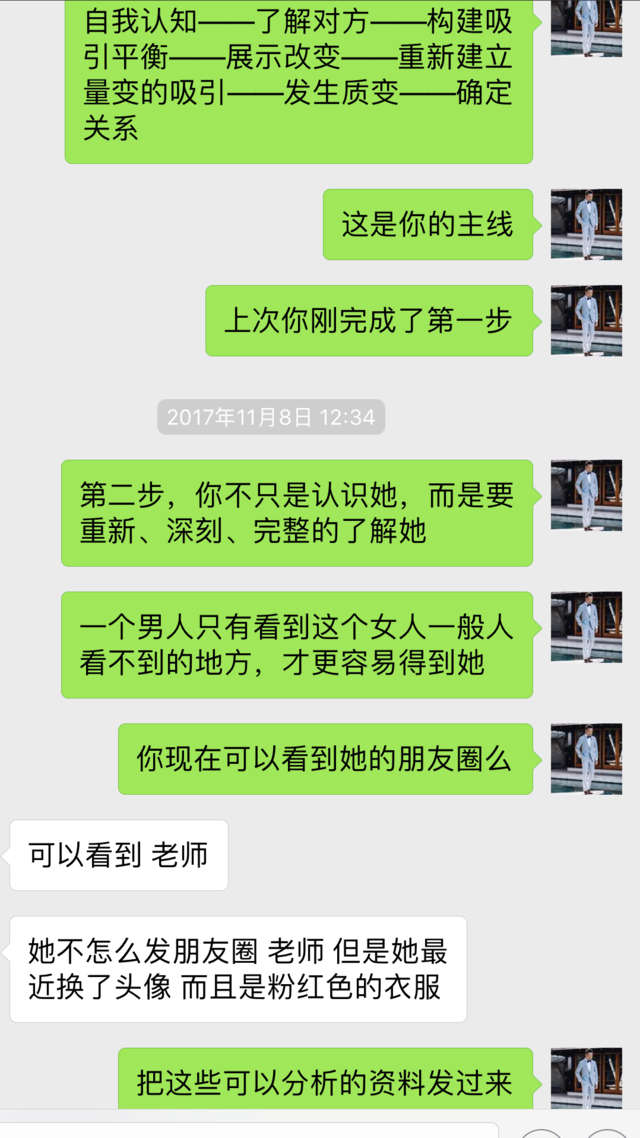 自我认知——了解对方——构建吸
引平衡——展示改变——重新建立
量变的吸引——发生质变——确定
关系
这是你的主线
上次你刚完成了第一步
2017年11月8日 12:34
第二步，你不只是认识她，而是要
重新、深刻、完整的了解她
一个男人只有看到这个女人一般人
看不到的地方，才更容易得到她
你现在可以看到她的朋友圈么
可以看到 老师
她不怎么发朋友圈 老师 但是她最
近换了头像 而且是粉红色的衣服
把这些可以分析的资料发过来